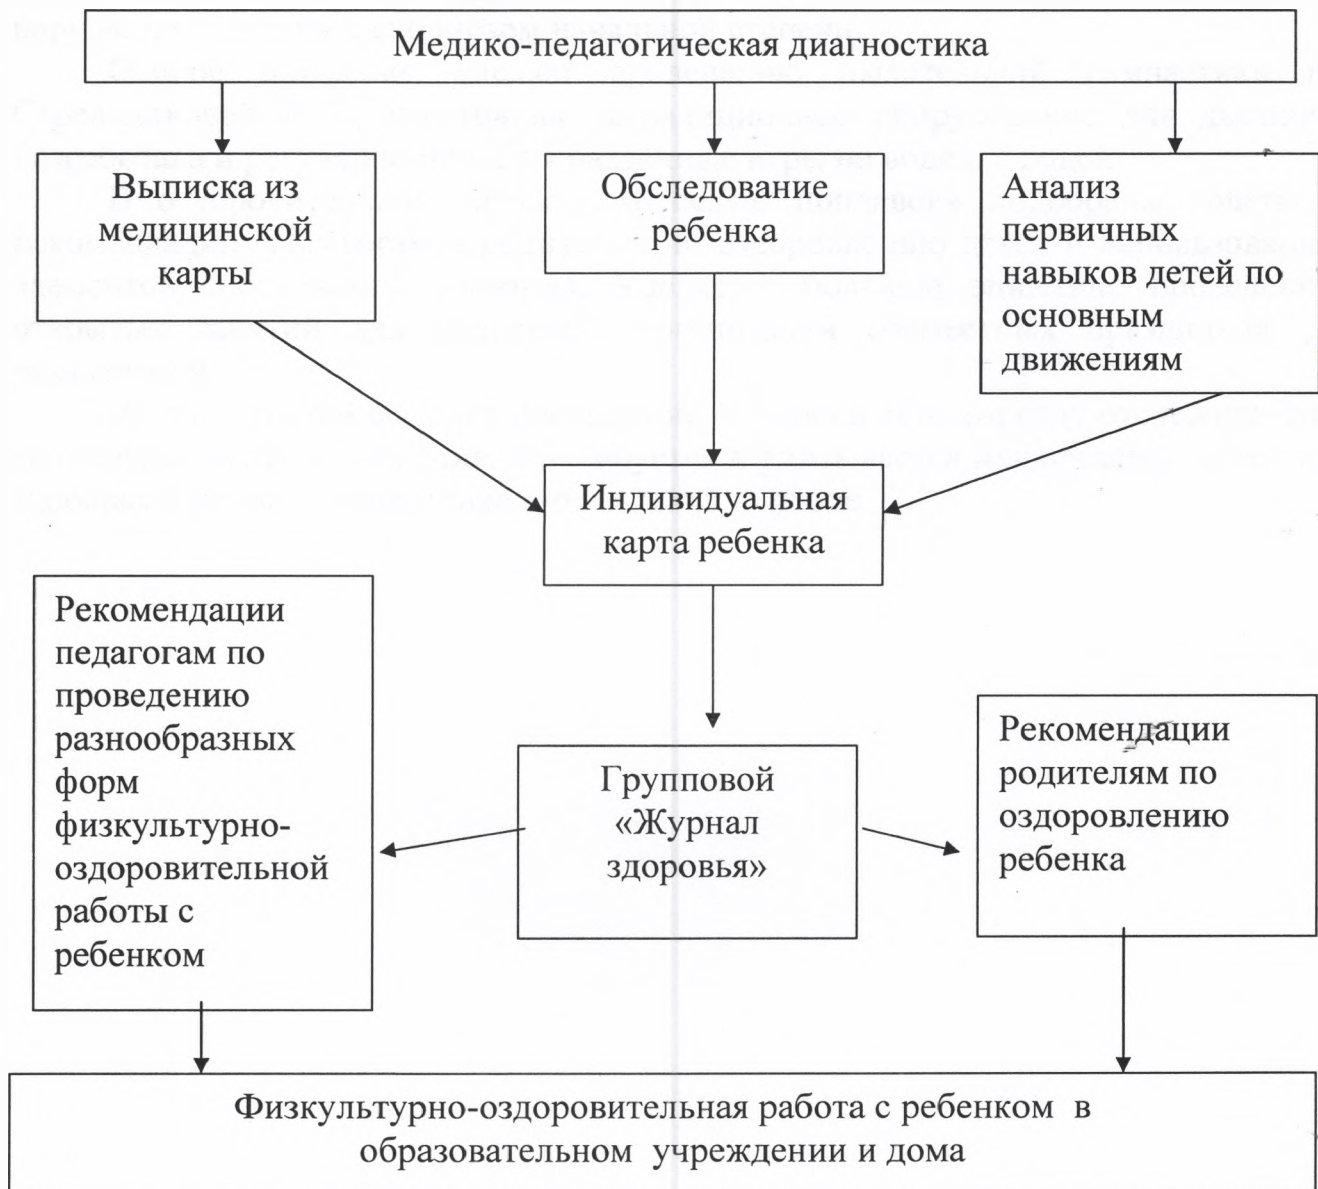 Медико-педагогическая диагностика
Выписка из
медицинской
карты
Обследование
ребенка
Анализ
первичных
навыков детей по
основным
движениям
Индивидуальная
карта ребенка
Рекомендации
педагогам по
проведению
разнообразных
форм
физкультурно-
оздоровительной
работы с
ребенком
Групповой
«Журнал
здоровья»
Рекомендации
родителям по
оздоровлению
ребенка
Физкультурно-оздоровительная работа с ребенком в
образовательном учреждении и дома